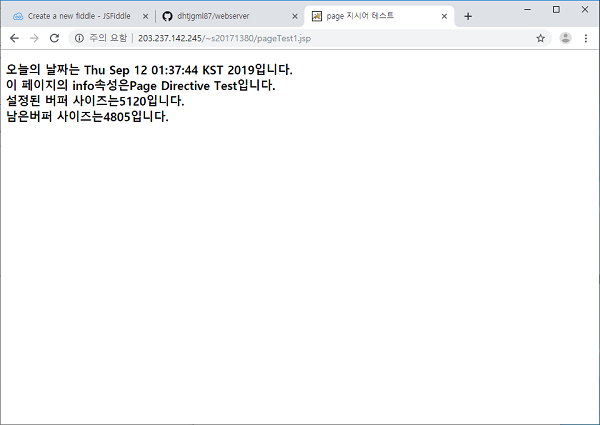 Create a new fiddle - JSFiddle
dhtjgml87/webserver
page 지시어 테스트
주의 요함
203.237.142.245/~s20171380/pageTest1.jsp
오늘의 날짜는 Thu Sep 12 01:37:44 KST 2019입니다.
이 페이지의 info속성은Page Directive Test입니다.
설정된 버퍼 사이즈는5120입니다.
남은버퍼 사이즈는4805입니다.